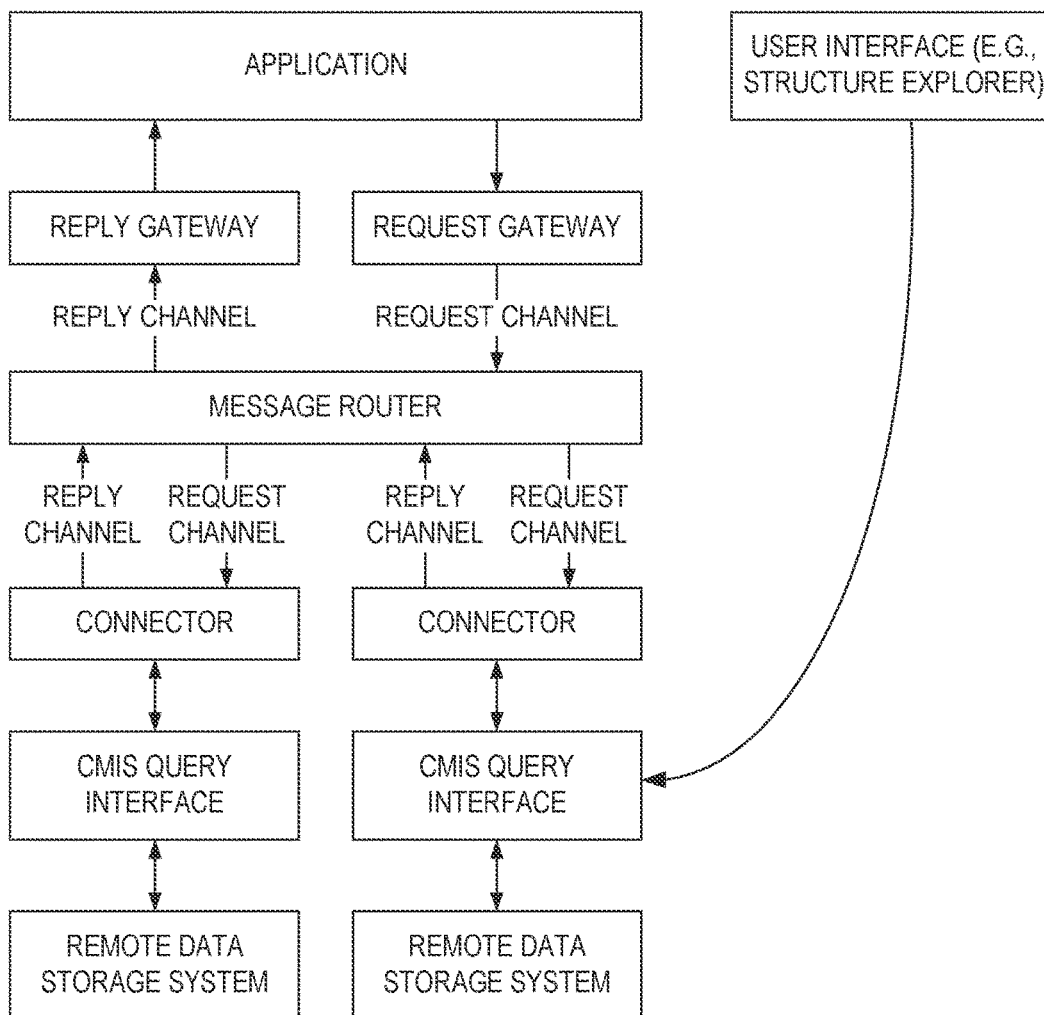 APPLICATION
USER INTERFACE (E.G.,
STRUCTURE EXPLORER)
REPLY GATEWAY
REQUEST GATEWAY
REPLY CHANNEL
REQUEST CHANNEL
MESSAGE ROUTER
REPLY
CHANNEL
REQUEST
CHANNEL
REPLY
CHANNEL
REQUEST
CHANNEL
CONNECTOR
CONNECTOR
CMIS QUERY
INTERFACE
CMIS QUERY
INTERFACE
REMOTE DATA
STORAGE SYSTEM
REMOTE DATA
STORAGE SYSTEM